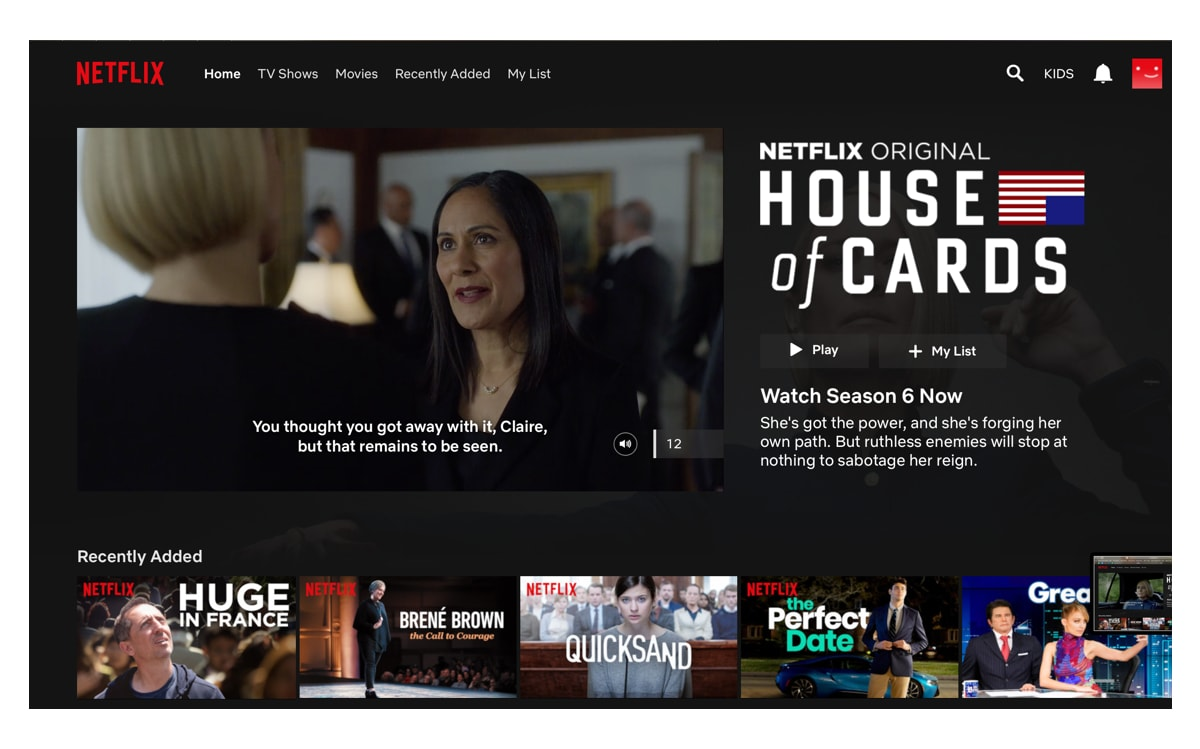 NETFLIX
Home TV Shows Movies Recently Added My List
KIDS
NETFLIX ORIGINAL
HOUSE
of CARDS
Play
My List
Watch Season 6 Now
She's got the power, and she's forging her
own path. But ruthless enemies will stop at
nothing to sabotage her reign.
You thought you got away with it, Claire,
but that remains to be seen.
12
Recently Added
NETFLIX
HUGE
IN FRANCE
NETFLIX
BRENÉ BROWN
the Call to Courage
NETFLIX
QUICKSAND
NETFLIX
the
Perfect
Date
Grea